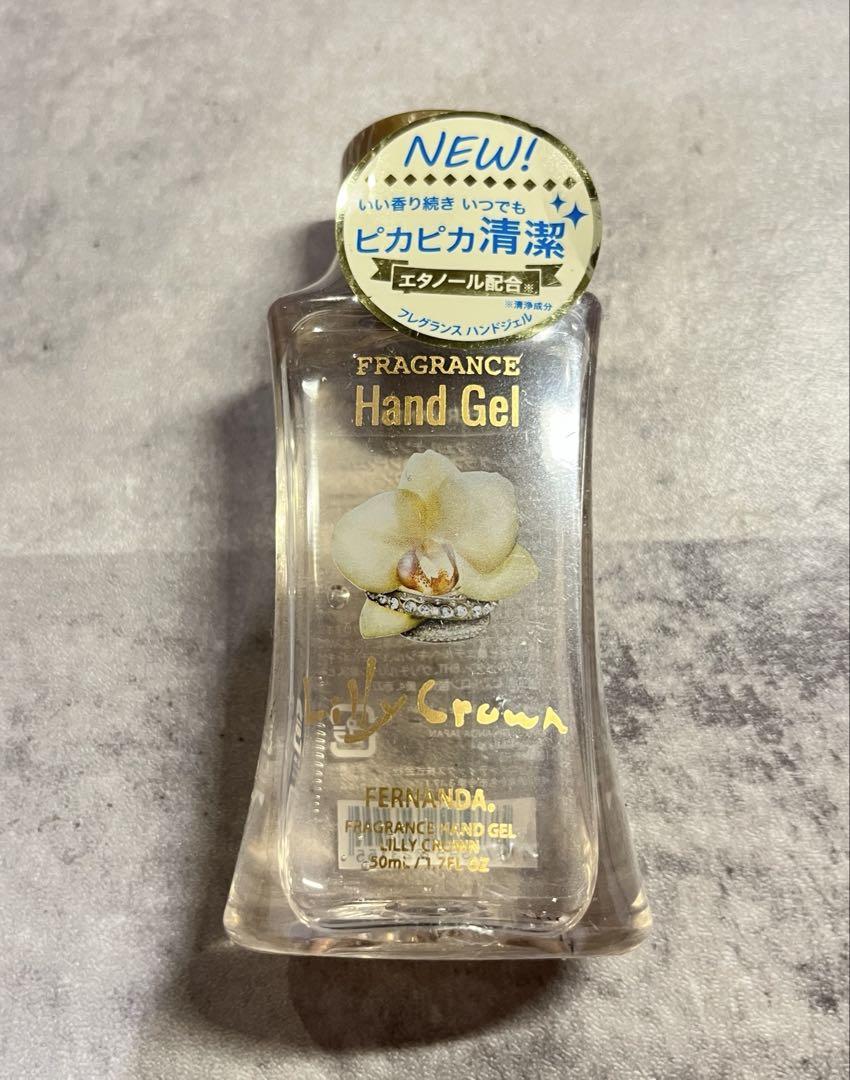 NEW!
いい香り続き いつでも
ピカピカ清潔
エタノール配合※
※清浄成分
フレグランス ハンドジェル
FRAGRANCE
Hand Gel
Lilly Crown
FERNANDA®
FRAGRANCE HAND GEL
LILLY CROWN
50mL / 1.7FL OZ